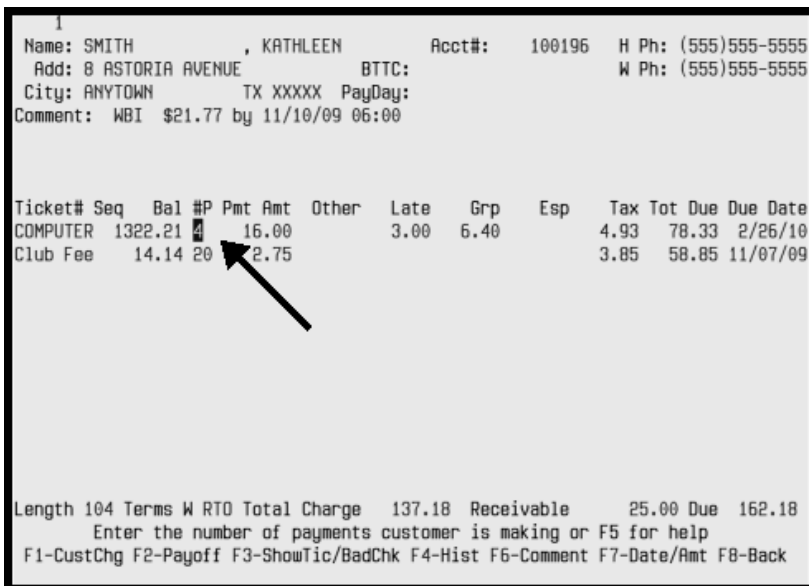 1
Name: SMITH , KATHLEEN Acct#: 100196 H Ph: (555)555-5555
Add: 8 ASTORIA AVENUE BTTC: W Ph: (555)555-5555
City: ANYTOWN TX XXXXX PayDay:
Comment: WBI $21.77 by 11/10/09 06:00
Ticket# Seq Bal #P Pmt Amt Other Late Grp Esp Tax Tot Due Due Date
COMPUTER 1322.21 4 16.00 3.00 6.40 4.93 78.33 2/26/10
Club Fee 14.14 20 2.75 3.85 58.85 11/07/09
Length 104 Terms W RTO Total Charge 137.18 Receivable 25.00 Due 162.18
Enter the number of payments customer is making or F5 for help
F1-CustChg F2-Payoff F3-ShowTic/BadChk F4-Hist F6-Comment F7-Date/Amt F8-Back